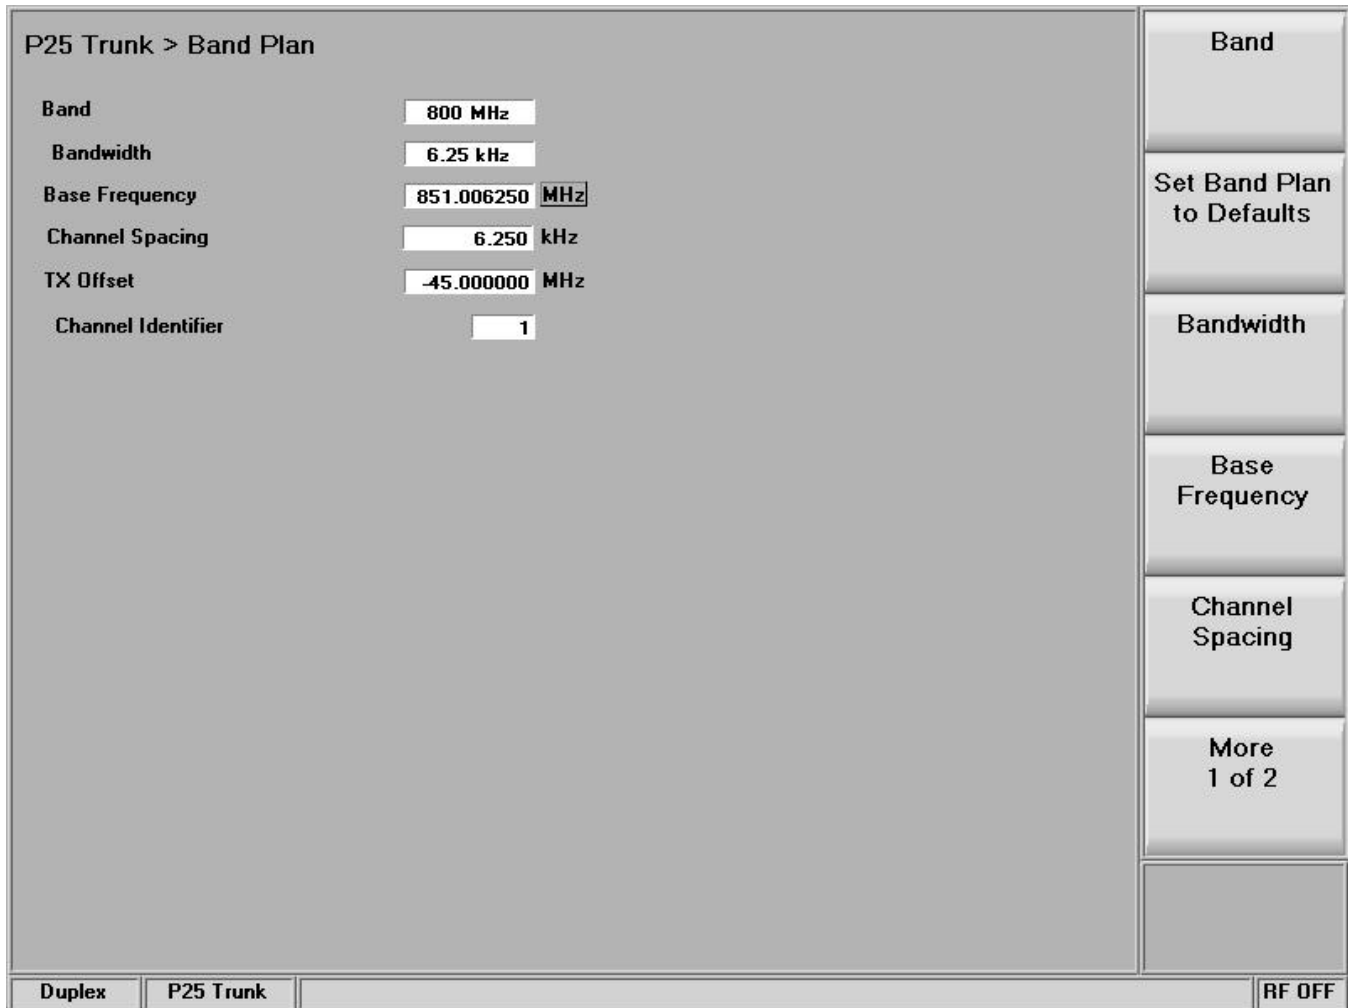 P25 Trunk > Band Plan
Band 800 MHz
Bandwidth 6.25 kHz
Base Frequency 851.006250 MHz
Channel Spacing 6.250 kHz
TX Offset -45.000000 MHz
Channel Identifier 1
Band
Set Band Plan
to Defaults
Bandwidth
Base
Frequency
Channel
Spacing
More
1 of 2
Duplex P25 Trunk RF OFF